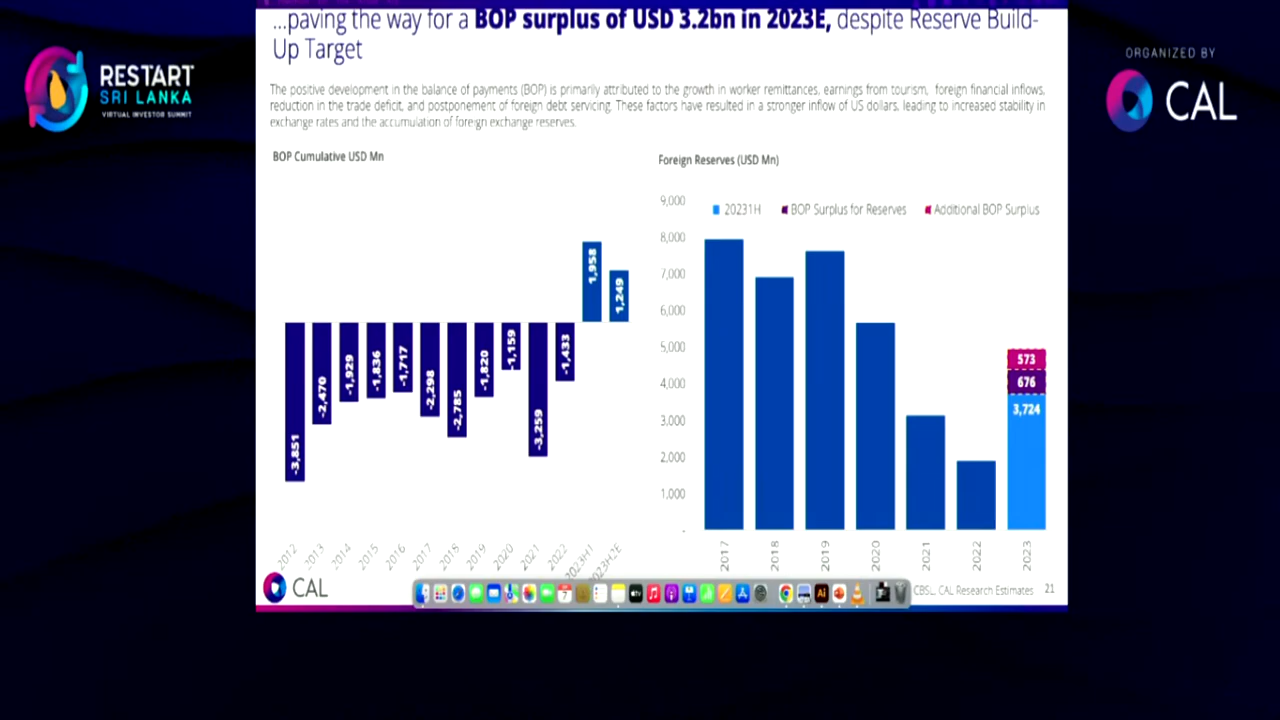 ...paving the way for a BOP surplus of USD 3.2bn in 2023E, despite Reserve Build-
Up Target
RESTART
SRI LANKA
VIRTUAL INVESTOR SUMMIT
ORGANIZED BY
CAL
The positive development in the balance of payments (BOP) is primarily attributed to the growth in worker remittances, earnings from tourism, foreign financial inflows,
reduction in the trade deficit, and postponement of foreign debt servicing. These factors have resulted in a stronger inflow of US dollars, leading to increased stability in
exchange rates and the accumulation of foreign exchange reserves.
BOP Cumulative USD Mn
-3,851
-2,470
-1,929
-1,836
-1,717
-2,298
-2,785
-1,820
-1,159
-3,259
-1,433
1,958
1,249
2012
2013
2014
2015
2016
2017
2018
2019
2020
2021
2022
2023H1
2023H2E
Foreign Reserves (USD Mn)
20231H
BOP Surplus for Reserves
Additional BOP Surplus
9,000
8,000
7,000
6,000
5,000
4,000
3,000
2,000
1,000
-
573
676
3,724
2017
2018
2019
2020
2021
2022
2023
CAL
CBSL, CAL Research Estimates
21